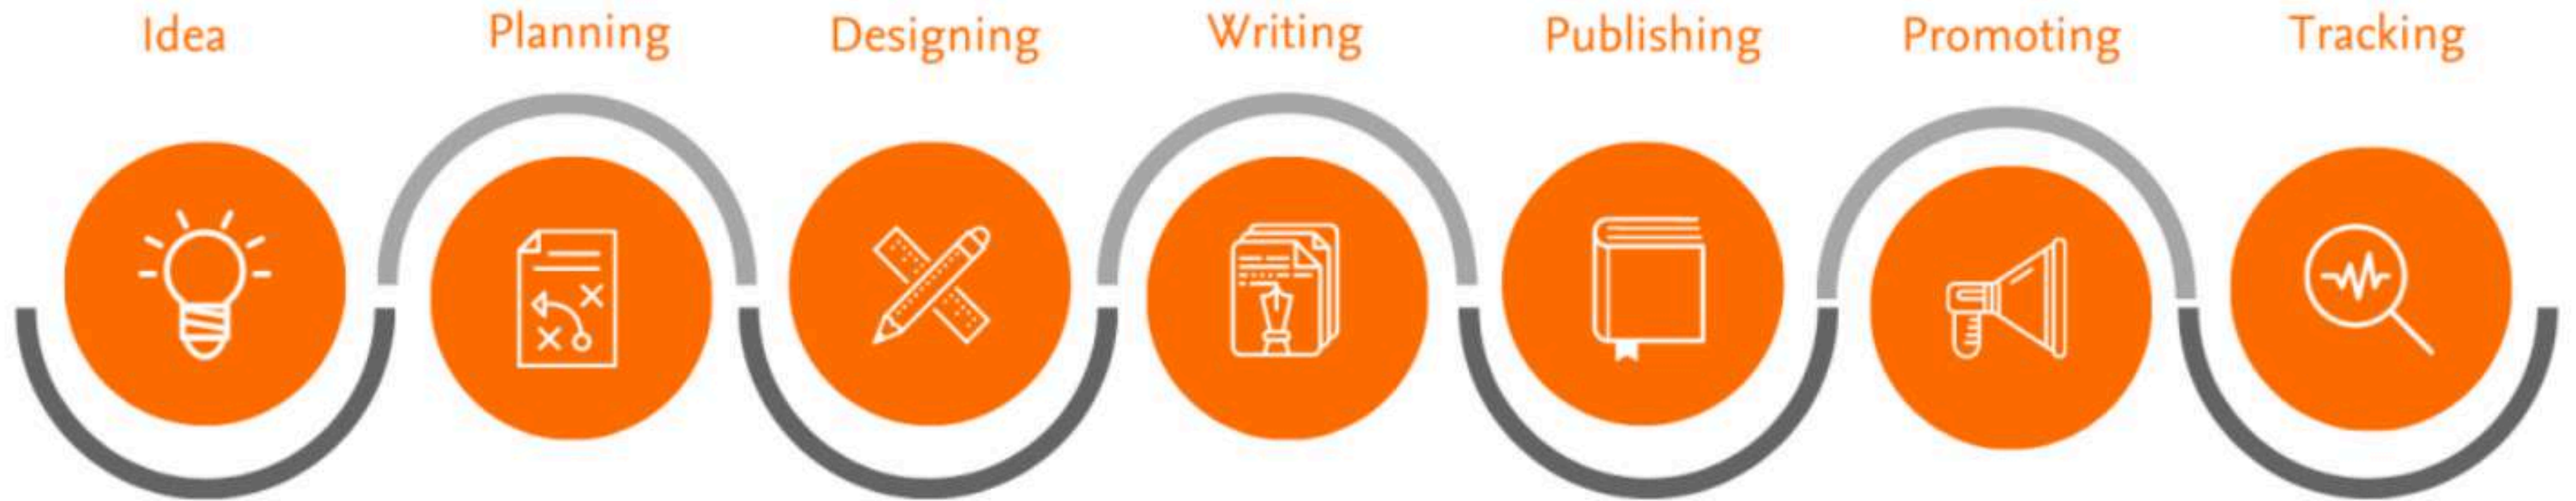 Idea
Planning
Designing
Writing
Publishing
Promoting
Tracking